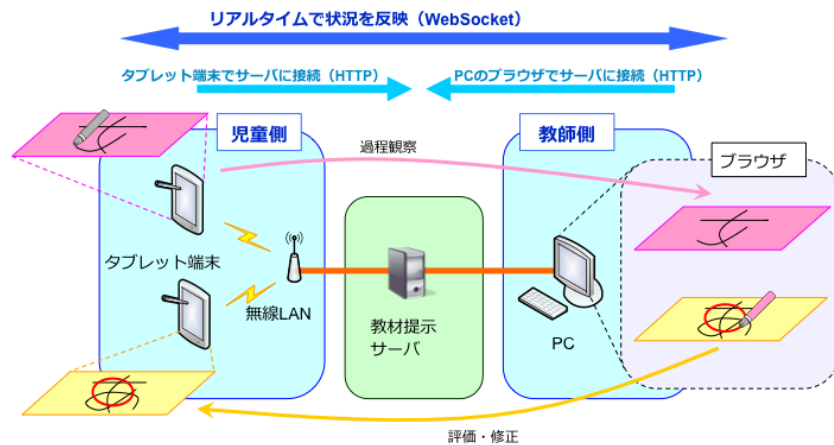 リアルタイムで状況を反映（WebSocket）
タブレット端末でサーバに接続（HTTP）
PCのブラウザでサーバに接続（HTTP）
児童側
教師側
過程観察
ブラウザ
タブレット端末
無線LAN
教材提示
サーバ
PC
評価・修正